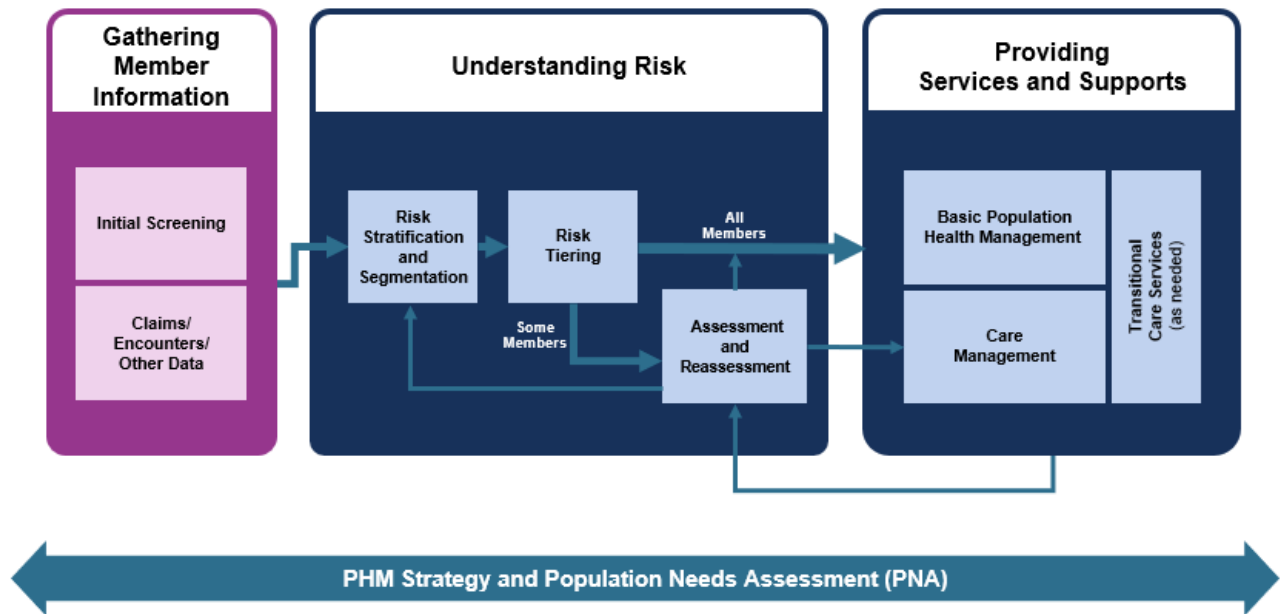 Gathering
Member
Information
Initial Screening
Claims/
Encounters/
Other Data
Understanding Risk
Risk
Stratification
and
Segmentation
Risk
Tiering
All
Members
Some
Members
Assessment
and
Reassessment
Providing
Services and Supports
Basic Population
Health Management
Care
Management
Transitional
Care Services
(as needed)
PHM Strategy and Population Needs Assessment (PNA)